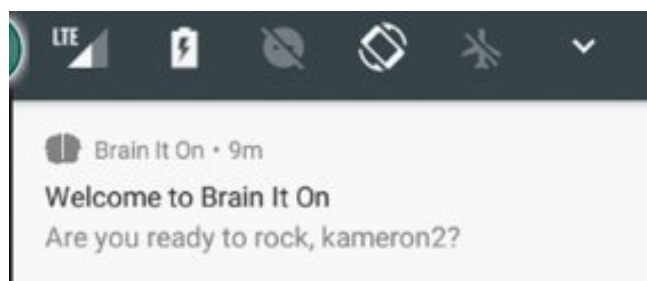 LTE
Brain It On • 9m
Welcome to Brain It On
Are you ready to rock, kameron2?